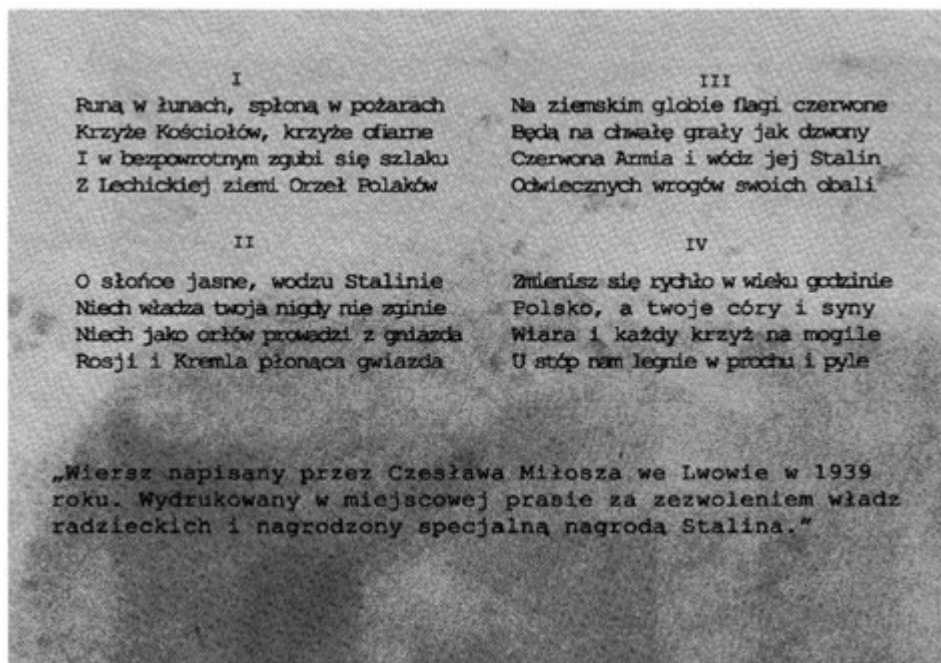 I
Runą w łunach, spłoną w pożarach
Krzyże Kościołów, krzyże ofiarne
I w bezpowrotnym zgubi się szlaku
Z Lechickiej ziemi Orzeł Polaków
II
O słońce jasne, wodzu Stalinie
Niech władza twoja nigdy nie zginie
Niech jako orłów prowadzi z gniazda
Rosji i Kremla płonąca gwiazda
III
Na ziemskim globie flagi czerwone
Będą na chwałę grały jak dzwony
Czerwona Armia i wódz jej Stalin
Odwiecznych wrogów swoich obali
IV
Zmienisz się rychło w wieku godzinie
Polsko, a twoje córy i syny
Wiara i każdy krzyż na mogile
U stóp nam legnie w prochu i pyle
„Wiersz napisany przez Czesława Miłosza we Lwowie w 1939
roku. Wydrukowany w miejscowej prasie za zezwoleniem władz
radzieckich i nagrodzony specjalną nagrodą Stalina.”